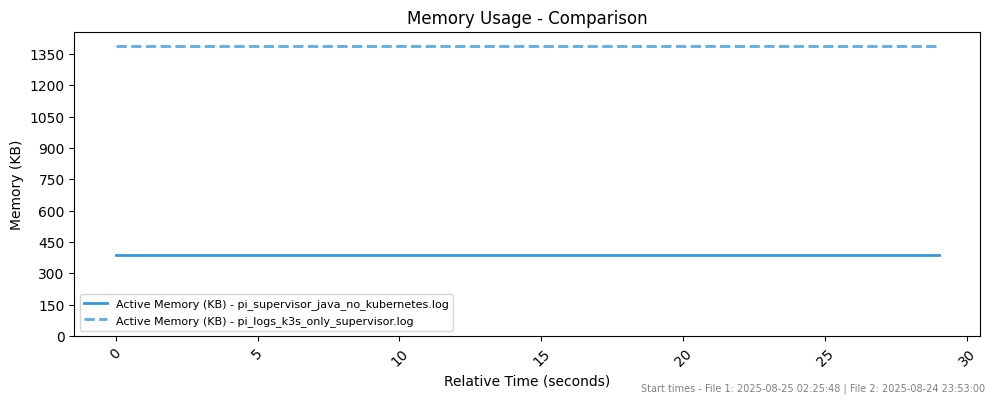 Memory Usage - Comparison
Memory (KB)
1350
1200
1050
900
750
600
450
300
150
0
Active Memory (KB) - pi_supervisor_java_no_kubernetes.log
Active Memory (KB) - pi_logs_k3s_only_supervisor.log
0
5
10
15
20
25
30
Relative Time (seconds)
Start times - File 1: 2025-08-25 02:25:48 | File 2: 2025-08-24 23:53:00